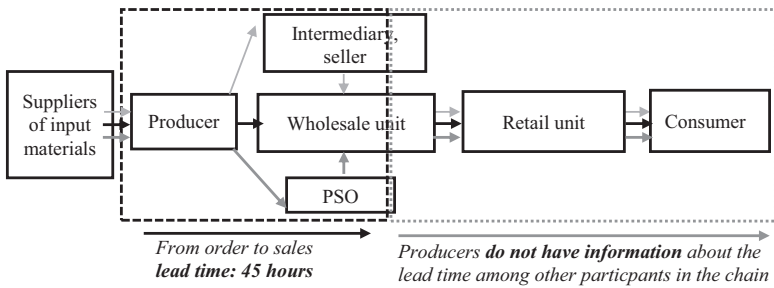 Intermediary,
seller
Suppliers
of input
materials
Producer
Wholesale unit
Retail unit
Consumer
PSO
From order to sales
lead time: 45 hours
Producers do not have information about the
lead time among other particpants in the chain